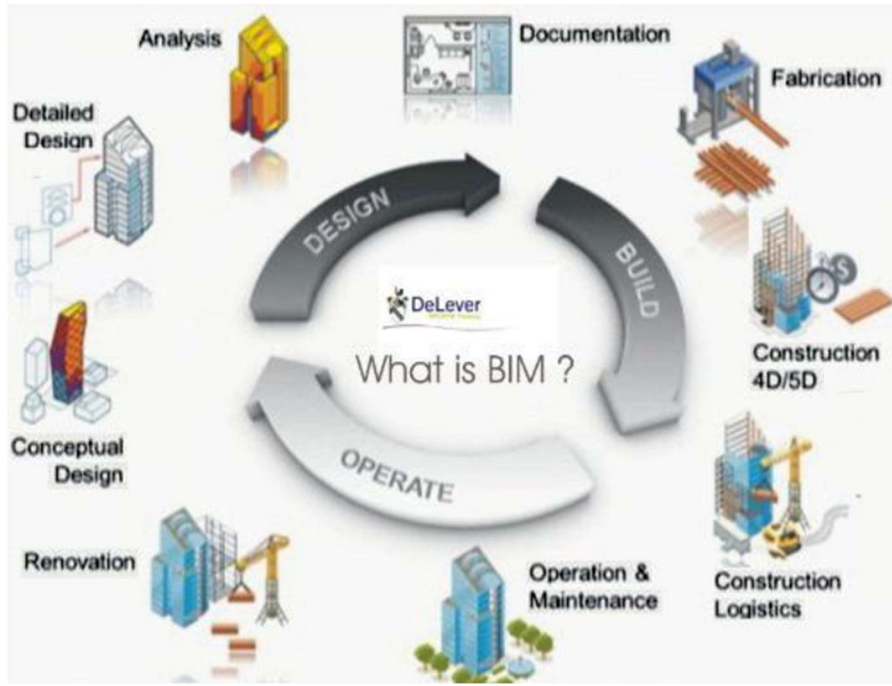 Analysis
Documentation
Fabrication
Detailed
Design
DESIGN
BUILD
DeLever
What is BIM ?
$
Construction
4D/5D
Conceptual
Design
OPERATE
Renovation
Operation &
Maintenance
Construction
Logistics